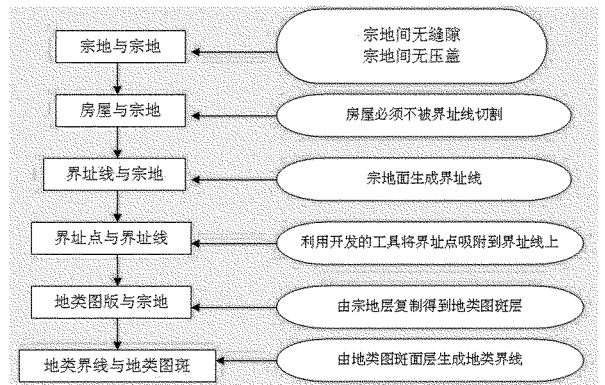 宗地与宗地
宗地间无缝隙
宗地间无压盖
房屋与宗地
房屋必须不被界址线切割
界址线与宗地
宗地面生成界址线
界址点与界址线
利用开发的工具将界址点吸附到界址线上
地类图版与宗地
由宗地层复制得到地类图斑层
地类界线与地类图斑
由地类图斑面层生成地类界线